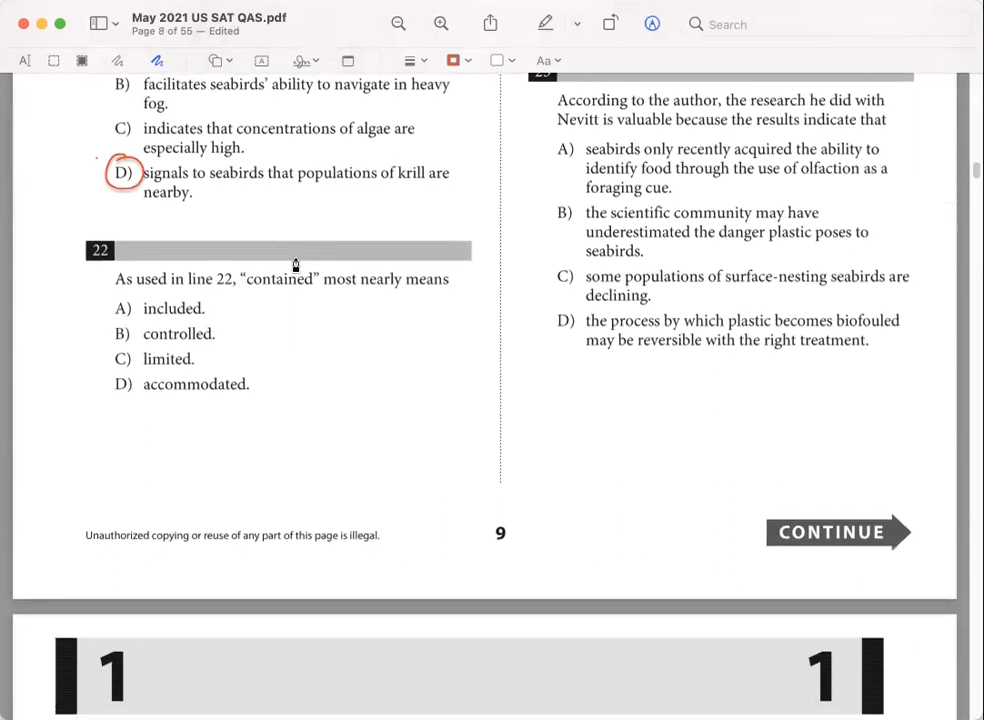 May 2021 US SAT QAS.pdf
Page 8 of 55 — Edited
Search
Aa
B) facilitates seabirds’ ability to navigate in heavy
fog.
C) indicates that concentrations of algae are
especially high.
D) signals to seabirds that populations of krill are
nearby.
22
As used in line 22, “contained” most nearly means
A) included.
B) controlled.
C) limited.
D) accommodated.
23
According to the author, the research he did with
Nevitt is valuable because the results indicate that
A) seabirds only recently acquired the ability to
identify food through the use of olfaction as a
foraging cue.
B) the scientific community may have
underestimated the danger plastic poses to
seabirds.
C) some populations of surface-nesting seabirds are
declining.
D) the process by which plastic becomes biofouled
may be reversible with the right treatment.
Unauthorized copying or reuse of any part of this page is illegal.
9
CONTINUE
1
1